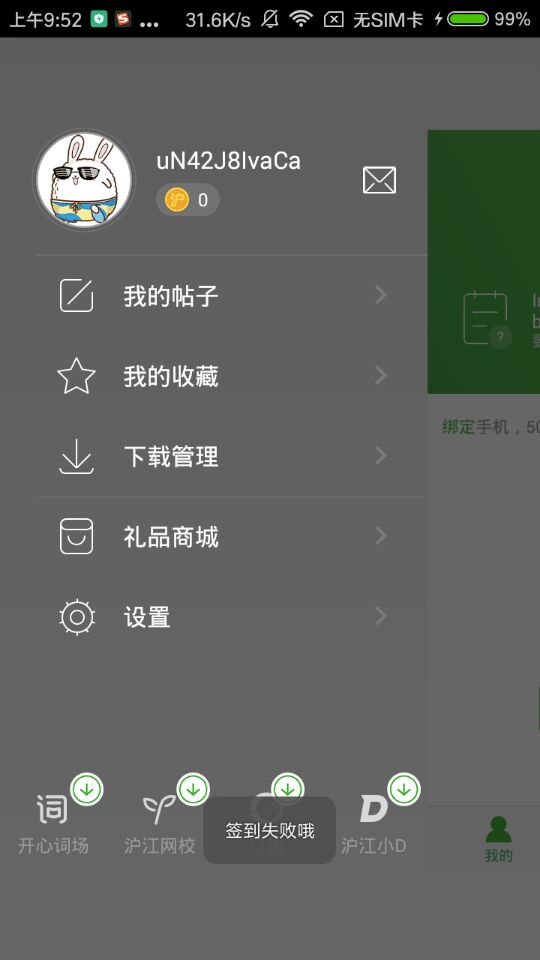 上午9:52 ... 31.6K/s 无SIM卡 99%
uN42J8IvaCa
沪 0
我的帖子
我的收藏
下载管理
礼品商城
设置
?
绑定手机，50
词
D
签到失败哦
开心词场 沪江网校 沪江小D
我的